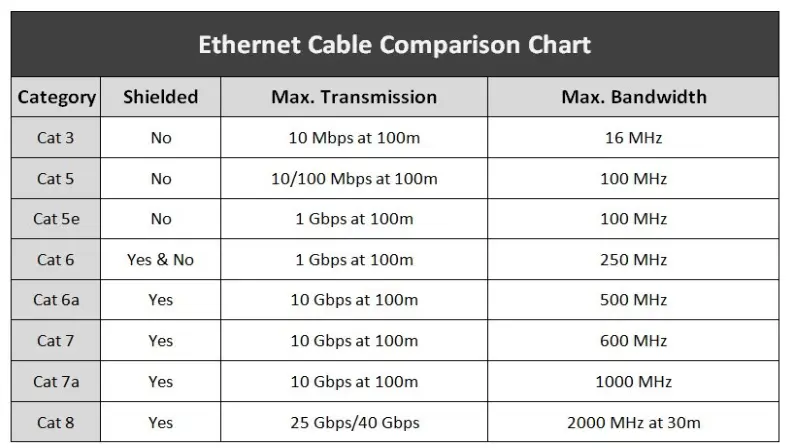 Ethernet Cable Comparison Chart
Category Shielded Max. Transmission Max. Bandwidth
Cat 3 No 10 Mbps at 100m 16 MHz
Cat 5 No 10/100 Mbps at 100m 100 MHz
Cat 5e No 1 Gbps at 100m 100 MHz
Cat 6 Yes & No 1 Gbps at 100m 250 MHz
Cat 6a Yes 10 Gbps at 100m 500 MHz
Cat 7 Yes 10 Gbps at 100m 600 MHz
Cat 7a Yes 10 Gbps at 100m 1000 MHz
Cat 8 Yes 25 Gbps/40 Gbps 2000 MHz at 30m